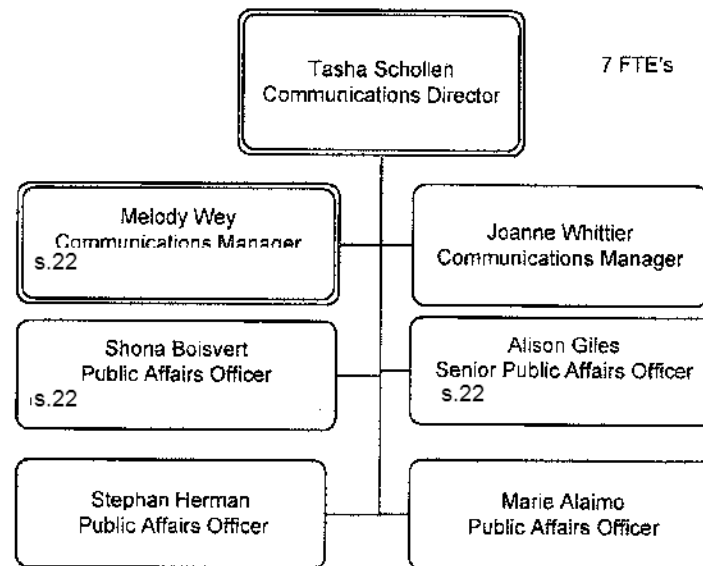 Tasha Schollen
Communications Director
7 FTE's
Melody Wey
Communications Manager
s.22
Joanne Whittier
Communications Manager
Shona Boisvert
Public Affairs Officer
s.22
Alison Giles
Senior Public Affairs Officer
s.22
Stephan Herman
Public Affairs Officer
Marie Alaimo
Public Affairs Officer